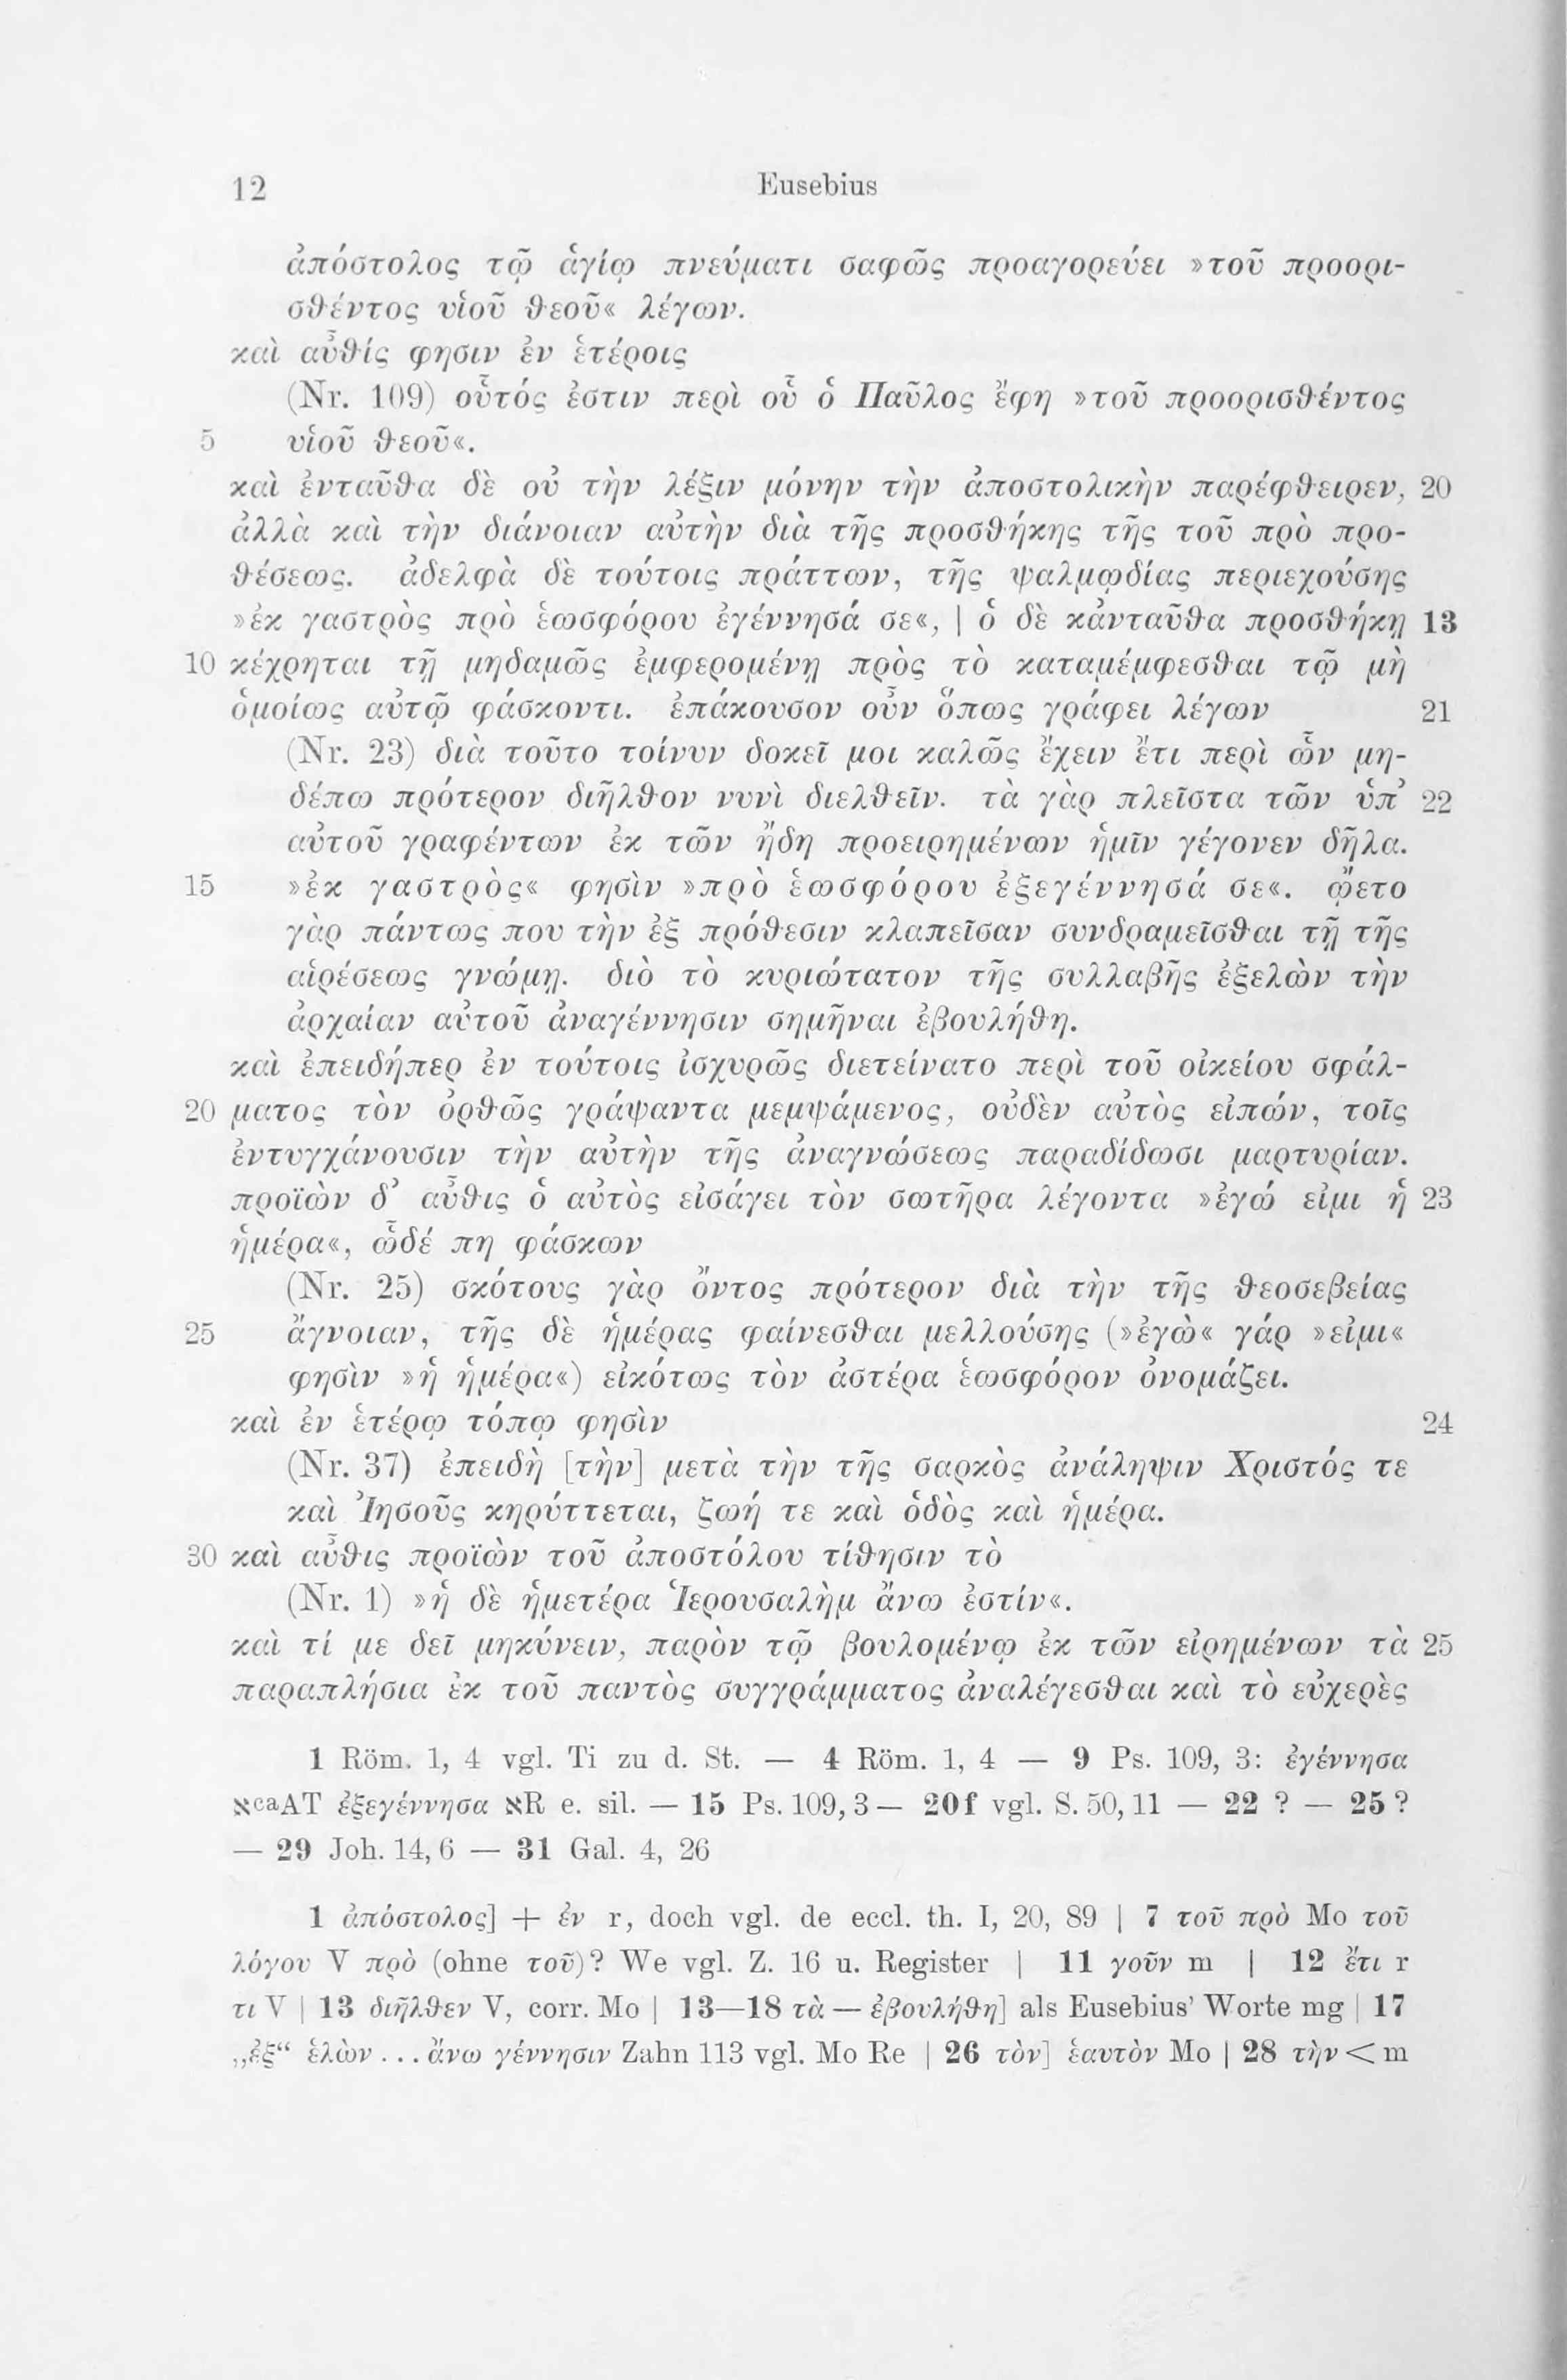 12 Eusebius
ἀπόστολος τῷ ἁγίῳ πνεύματι σαφῶς προαγορεύει »τοῦ προορι-
σθέντος υἱοῦ θεοῦ« λέγων.
καὶ αὖθίς φησιν ἐν ἑτέροις
(Nr. 109) οὗτός ἐστιν περὶ οὗ ὁ Παῦλος ἔφη »τοῦ προορισθέντος
5 υἱοῦ θεοῦ«.
καὶ ἐνταῦθα δὲ οὐ τὴν λέξιν μόνην τὴν ἀποστολικὴν παρέφθειρεν, 20
ἀλλὰ καὶ τὴν διάνοιαν αὐτὴν διὰ τῆς προσθήκης τῆς τοῦ πρὸ προ-
θέσεως. ἀδελφὰ δὲ τούτοις πράττων, τῆς ψαλμῳδίας περιεχούσης
»ἐκ γαστρὸς πρὸ ἑωσφόρου ἐγέννησά σε«, | ὁ δὲ κἀνταῦθα προσθήκῃ 13
10 κέχρηται τῇ μηδαμῶς ἐμφερομένῃ πρὸς τὸ καταμέμφεσθαι τῷ μὴ
ὁμοίως αὐτῷ φάσκοντι. ἐπάκουσον οὖν ὅπως γράφει λέγων 21
(Nr. 23) διὰ τοῦτο τοίνυν δοκεῖ μοι καλῶς ἔχειν ἔτι περὶ ὧν μη-
δέπω πρότερον διῆλθον νυνὶ διελθεῖν. τὰ γὰρ πλεῖστα τῶν ὑπ’ 22
αὐτοῦ γραφέντων ἐκ τῶν ἤδη προειρημένων ἡμῖν γέγονεν δῆλα.
15 »ἐκ γαστρὸς« φησὶν »πρὸ ἑωσφόρου ἐξεγέννησά σε«. ᾤετο
γὰρ πάντως που τὴν ἐξ πρόθεσιν κλαπεῖσαν συνδραμεῖσθαι τῇ τῆς
αἱρέσεως γνώμῃ. διὸ τὸ κυριώτατον τῆς συλλαβῆς ἐξελὼν τὴν
ἀρχαίαν αὐτοῦ ἀναγέννησιν σημῆναι ἐβουλήθη.
καὶ ἐπειδήπερ ἐν τούτοις ἰσχυρῶς διετείνατο περὶ τοῦ οἰκείου σφάλ-
20 ματος τὸν ὀρθῶς γράψαντα μεμψάμενος, οὐδὲν αὐτὸς εἰπών, τοῖς
ἐντυγχάνουσιν τὴν αὐτὴν τῆς ἀναγνώσεως παραδίδωσι μαρτυρίαν.
προϊὼν δ’ αὖθις ὁ αὐτὸς εἰσάγει τὸν σωτῆρα λέγοντα »ἐγώ εἰμι ἡ 23
ἡμέρα«, ὧδέ πη φάσκων
(Nr. 25) σκότους γὰρ ὄντος πρότερον διὰ τὴν τῆς θεοσεβείας
25 ἄγνοιαν, τῆς δὲ ἡμέρας φαίνεσθαι μελλούσης (»ἐγὼ« γάρ »εἰμι«
φησὶν »ἡ ἡμέρα«) εἰκότως τὸν ἀστέρα ἑωσφόρον ὀνομάζει.
καὶ ἐν ἑτέρῳ τόπῳ φησὶν 24
(Nr. 37) ἐπειδὴ [τὴν] μετὰ τὴν τῆς σαρκὸς ἀνάληψιν Χριστός τε
καὶ Ἰησοῦς κηρύττεται, ζωή τε καὶ ὁδὸς καὶ ἡμέρα.
30 καὶ αὖθις προϊὼν τοῦ ἀποστόλου τίθησιν τὸ
(Nr. 1) »ἡ δὲ ἡμετέρα Ἱερουσαλὴμ ἄνω ἐστίν«.
καὶ τί με δεῖ μηκύνειν, παρὸν τῷ βουλομένῳ ἐκ τῶν εἰρημένων τὰ 25
παραπλήσια ἐκ τοῦ παντὸς συγγράμματος ἀναλέγεσθαι καὶ τὸ εὐχερὲς
1 Röm. 1, 4 vgl. Ti zu d. St. — 4 Röm. 1, 4 — 9 Ps. 109, 3: ἐγέννησα
ℵcaAT ἐξεγέννησα ℵR e. sil. — 15 Ps. 109, 3 — 20f vgl. S. 50, 11 — 22 ? — 25 ?
— 29 Joh. 14, 6 — 31 Gal. 4, 26
1 ἀπόστολος] + ἐν r, doch vgl. de eccl. th. I, 20, 89 | 7 τοῦ πρὸ Mo τοῦ
λόγου V πρὸ (ohne τοῦ)? We vgl. Z. 16 u. Register | 11 γοῦν m | 12 ἔτι r
τι V | 13 διῆλθεν V, corr. Mo | 13—18 τὰ — ἐβουλήθη] als Eusebius’ Worte mg | 17
„ἐξ“ ἑλὼν ... ἄνω γέννησιν Zahn 113 vgl. Mo Re | 26 τὸν] ἑαυτὸν Mo | 28 τὴν < m